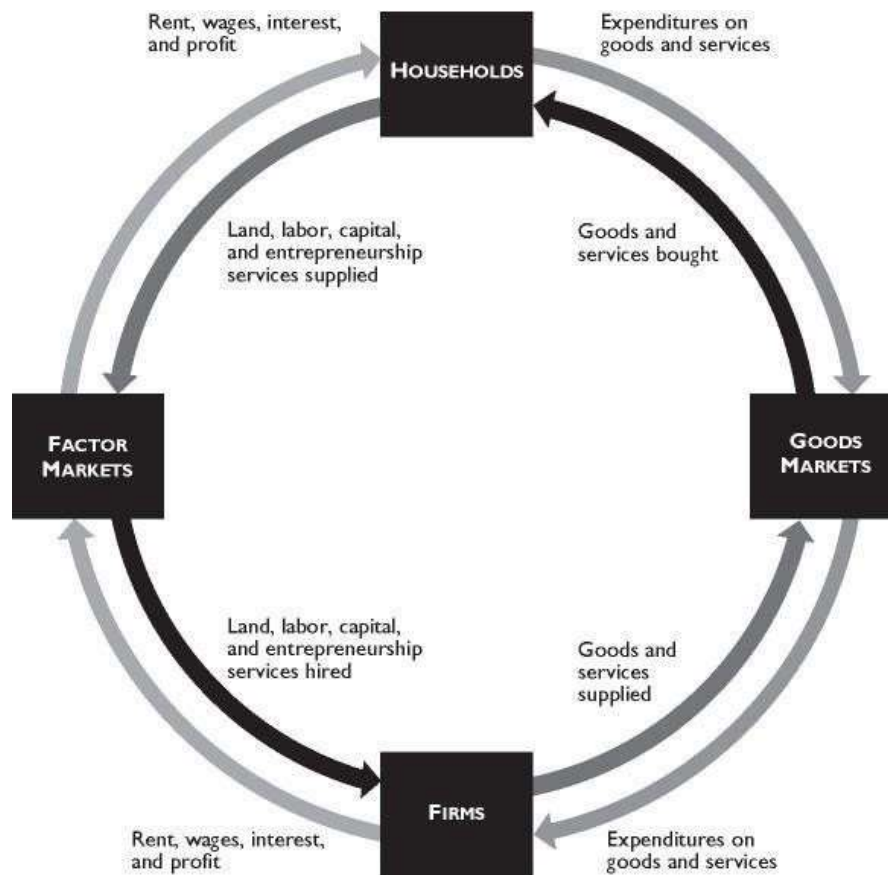 Rent, wages, interest,
and profit
Expenditures on
goods and services
HOUSEHOLDS
Land, labor, capital,
and entrepreneurship
services supplied
Goods and
services bought
FACTOR
MARKETS
GOODS
MARKETS
Land, labor, capital,
and entrepreneurship
services hired
Goods and
services
supplied
FIRMS
Rent, wages, interest,
and profit
Expenditures on
goods and services